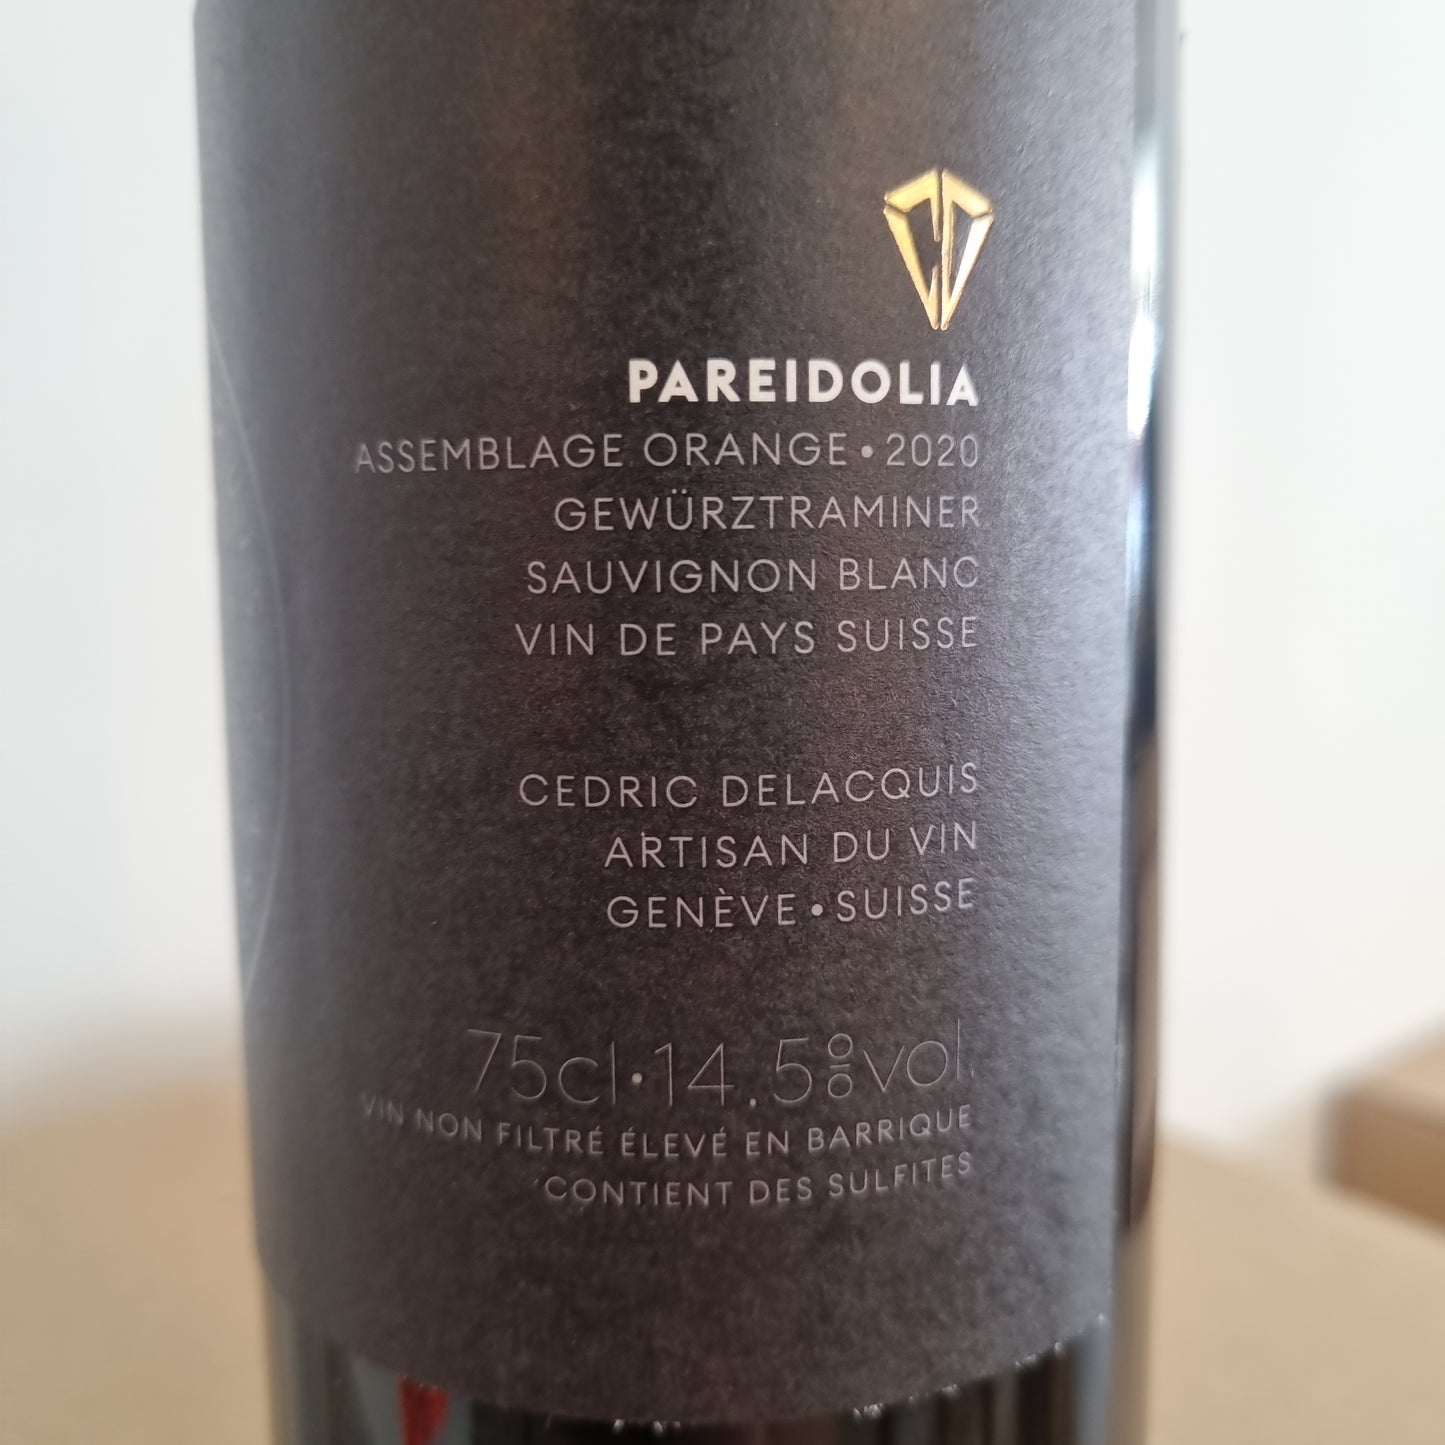 PAREIDOLIA
ASSEMBLAGE ORANGE • 2020
GEWÜRZTRAMINER
SAUVIGNON BLANC
VIN DE PAYS SUISSE
CEDRIC DELACQUIS
ARTISAN DU VIN
GENÈVE • SUISSE
75cl • 14.5% vol.
VIN NON FILTRÉ ÉLEVÉ EN BARRIQUE
CONTIENT DES SULFITES